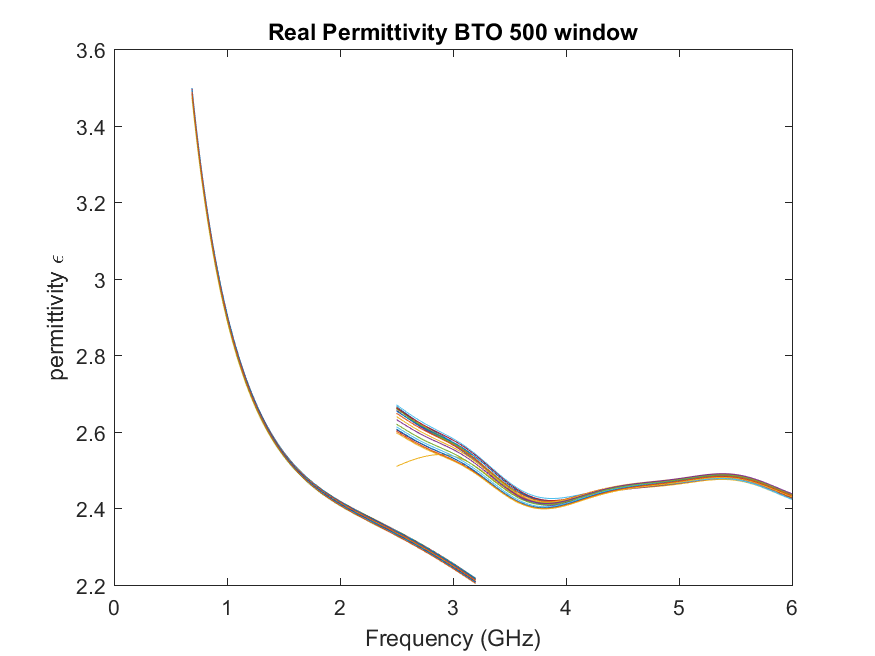 Real Permittivity BTO 500 window
3.6
3.4
3.2
3
2.8
2.6
2.4
2.2
permittivity ϵ
0 1 2 3 4 5 6
Frequency (GHz)